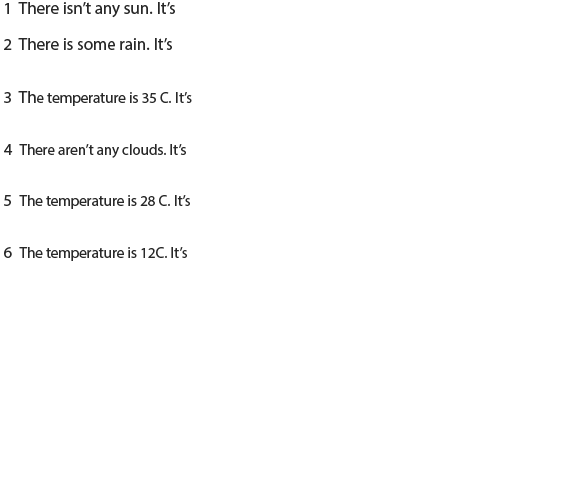 1 There isn’t any sun. It’s
2 There is some rain. It’s
3 The temperature is 35 C. It’s
4 There aren’t any clouds. It’s
5 The temperature is 28 C. It’s
6 The temperature is 12C. It’s